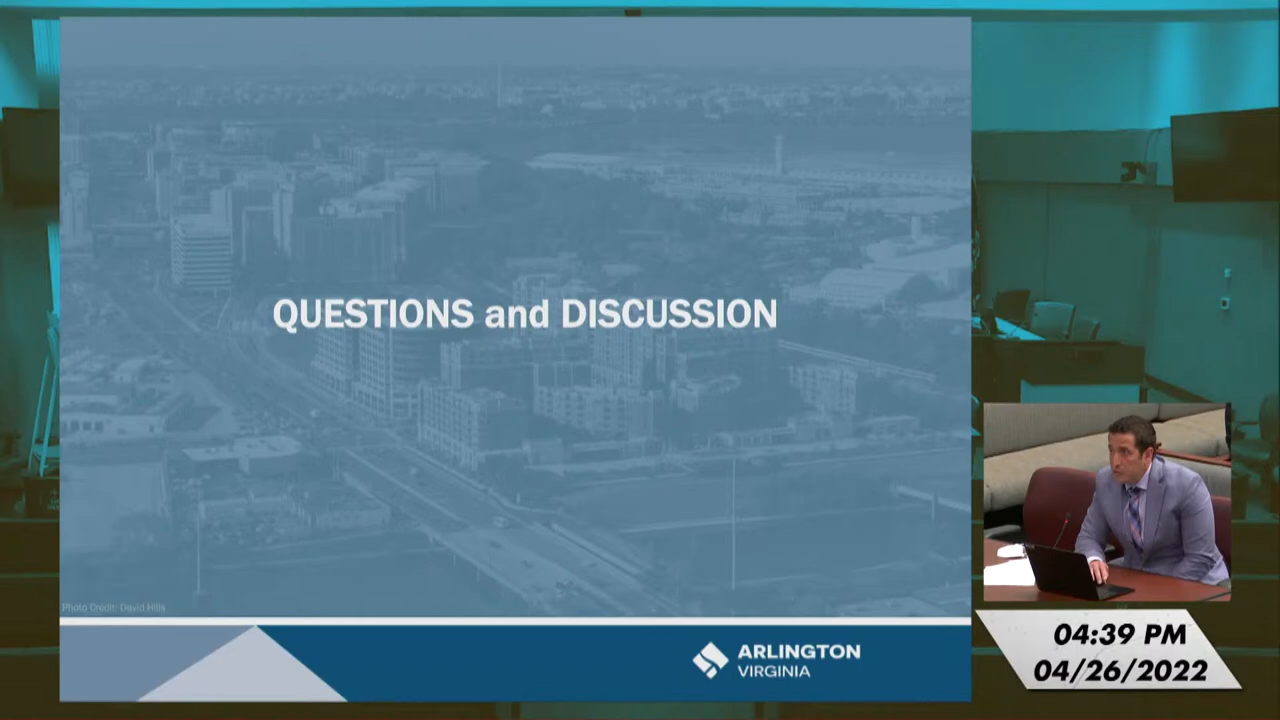 QUESTIONS and DISCUSSION
Photo Credit: David Hills
ARLINGTON
VIRGINIA
04:39 PM
04/26/2022